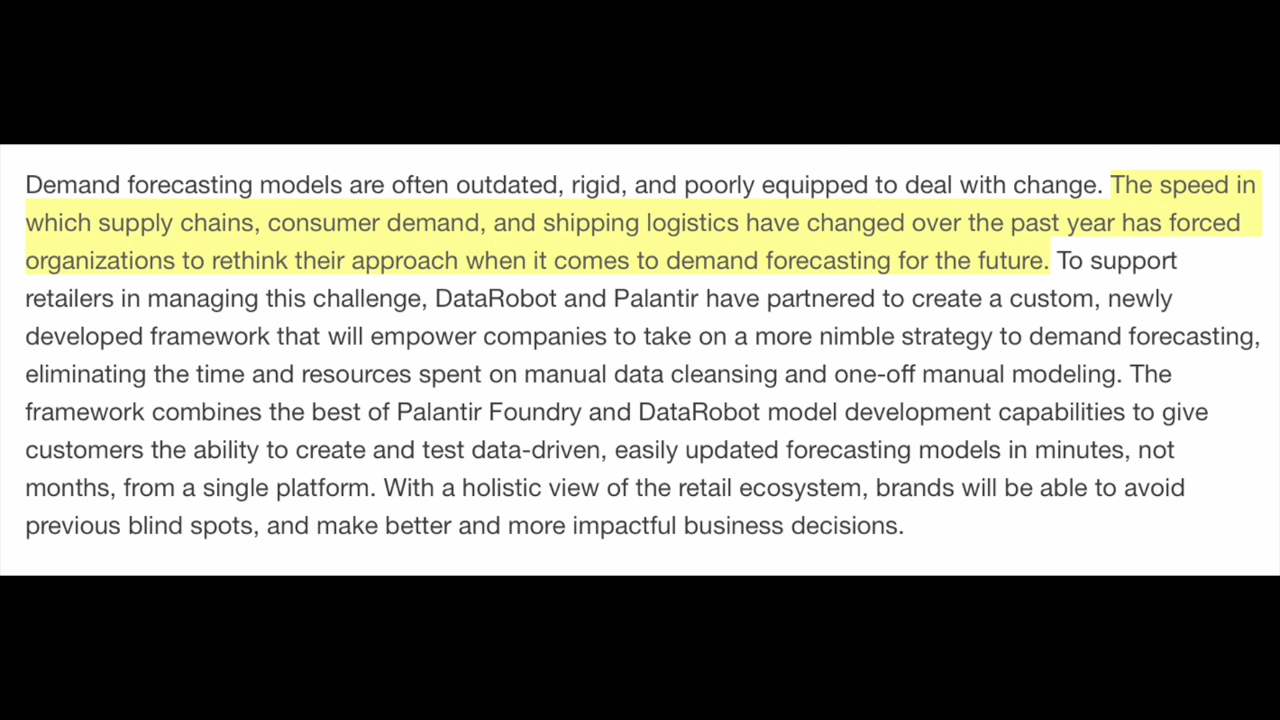 Demand forecasting models are often outdated, rigid, and poorly equipped to deal with change. The speed in
which supply chains, consumer demand, and shipping logistics have changed over the past year has forced
organizations to rethink their approach when it comes to demand forecasting for the future. To support
retailers in managing this challenge, DataRobot and Palantir have partnered to create a custom, newly
developed framework that will empower companies to take on a more nimble strategy to demand forecasting,
eliminating the time and resources spent on manual data cleansing and one-off manual modeling. The
framework combines the best of Palantir Foundry and DataRobot model development capabilities to give
customers the ability to create and test data-driven, easily updated forecasting models in minutes, not
months, from a single platform. With a holistic view of the retail ecosystem, brands will be able to avoid
previous blind spots, and make better and more impactful business decisions.